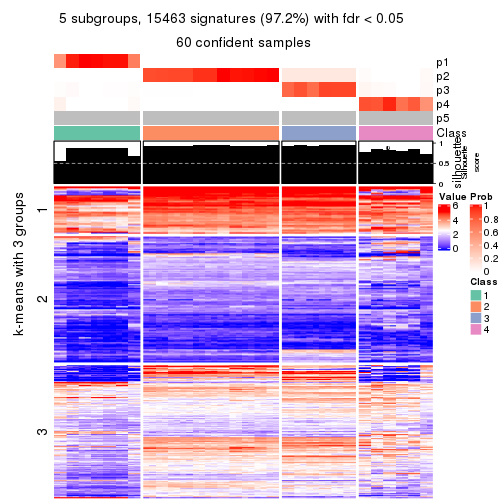 5 subgroups, 15463 signatures (97.2%) with fdr < 0.05
60 confident samples
p1
p2
p3
p4
p5
Class
1
0.5
0
silhouette
Silhouette
score
k-means with 3 groups
1
2
3
Value
6
4
2
0
Prob
1
0.8
0.6
0.4
0.2
0
Class
1
2
3
4